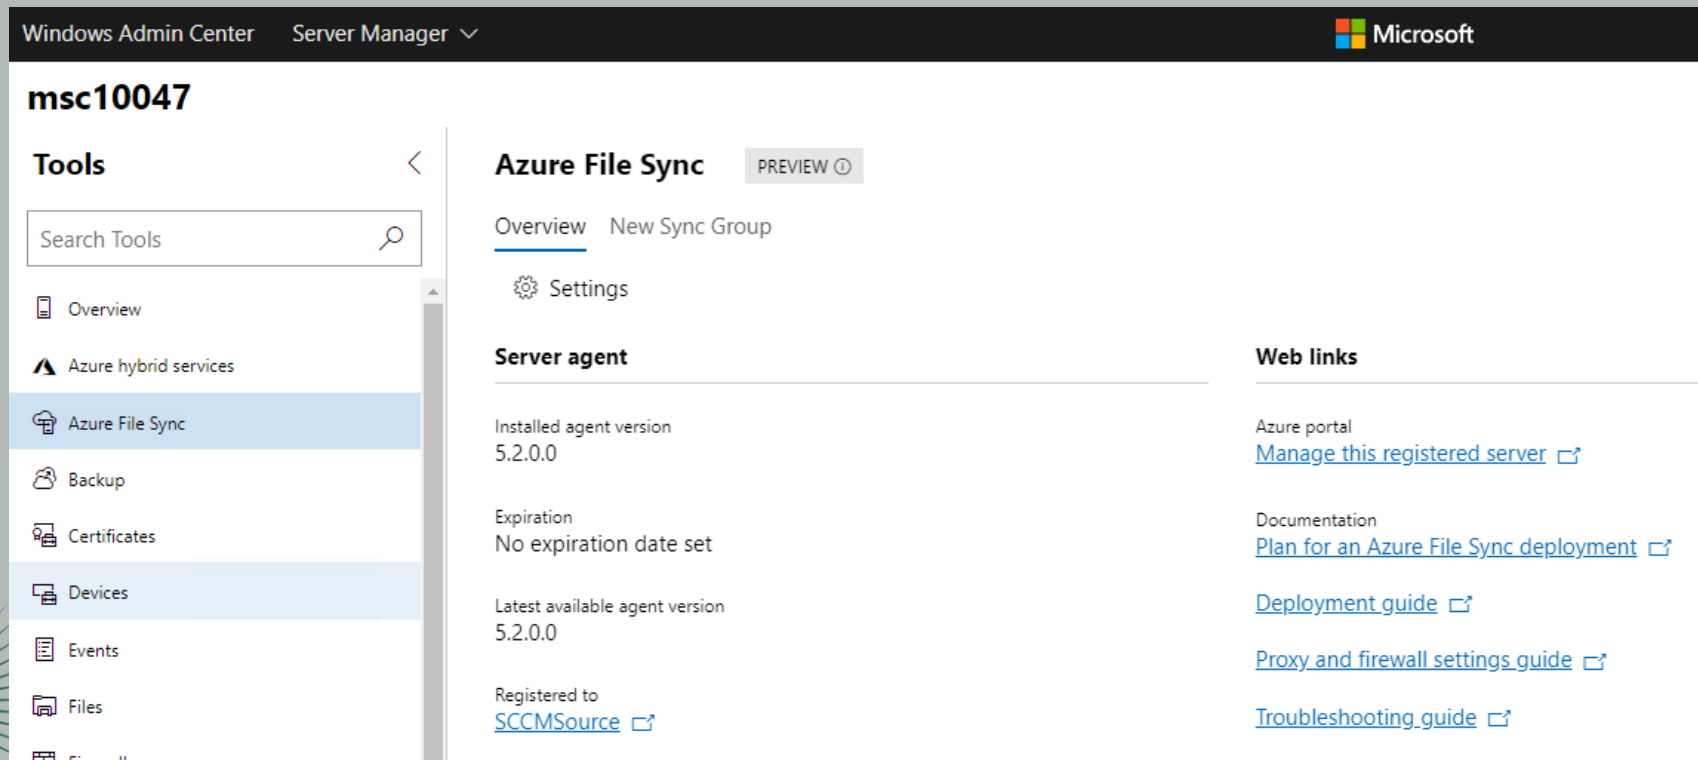 Windows Admin Center
Server Manager
Microsoft
msc10047
Tools
Search Tools
Overview
Azure hybrid services
Azure File Sync
Backup
Certificates
Devices
Events
Files
Azure File Sync
PREVIEW
Overview
New Sync Group
Settings
Server agent
Installed agent version
5.2.0.0
Expiration
No expiration date set
Latest available agent version
5.2.0.0
Registered to
SCCMSource
Web links
Azure portal
Manage this registered server
Documentation
Plan for an Azure File Sync deployment
Deployment guide
Proxy and firewall settings guide
Troubleshooting guide